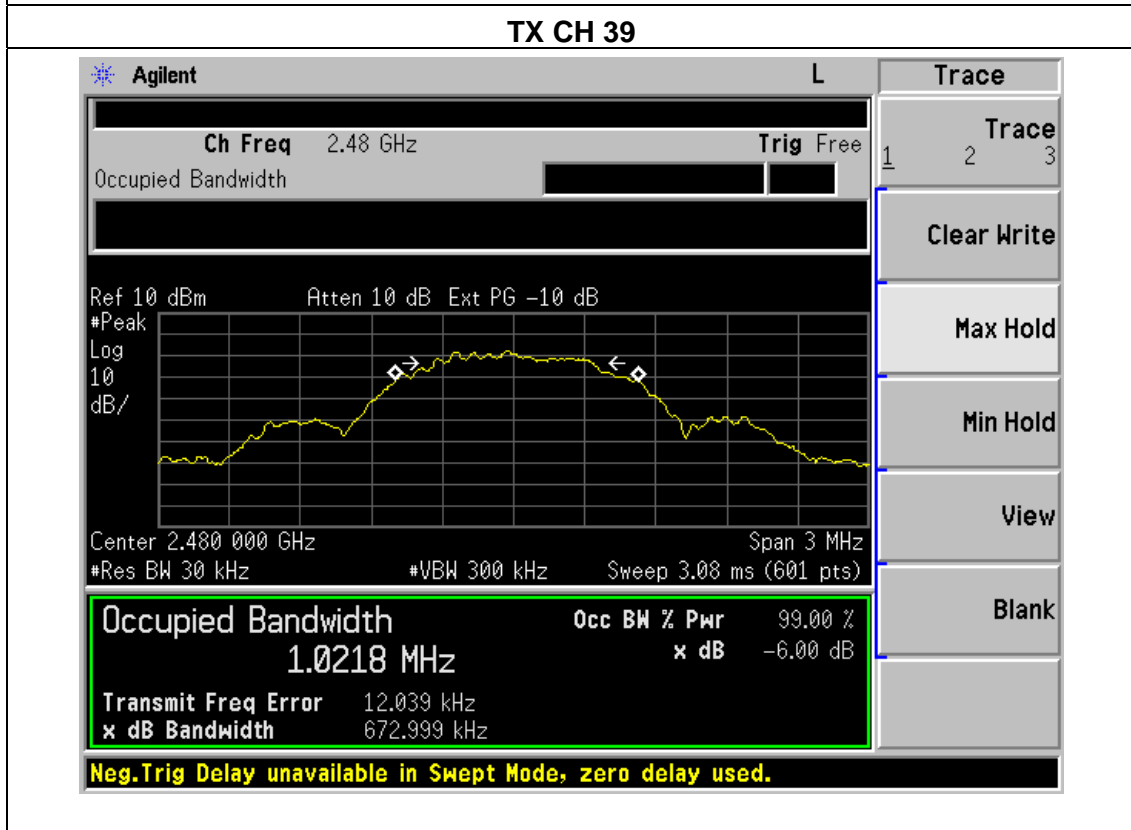 TX CH 39
Agilent L Trace
Ch Freq 2.48 GHz Trig Free
Occupied Bandwidth
Trace
1 2 3
Clear Write
Max Hold
Min Hold
View
Blank
Ref 10 dBm Atten 10 dB Ext PG -10 dB
#Peak
Log
10
dB/
Center 2.480 000 GHz Span 3 MHz
#Res BW 30 kHz #VBW 300 kHz Sweep 3.08 ms (601 pts)
Occupied Bandwidth Occ BW % Pwr 99.00 %
1.0218 MHz x dB -6.00 dB
Transmit Freq Error 12.039 kHz
x dB Bandwidth 672.999 kHz
Neg.Trig Delay unavailable in Swept Mode, zero delay used.